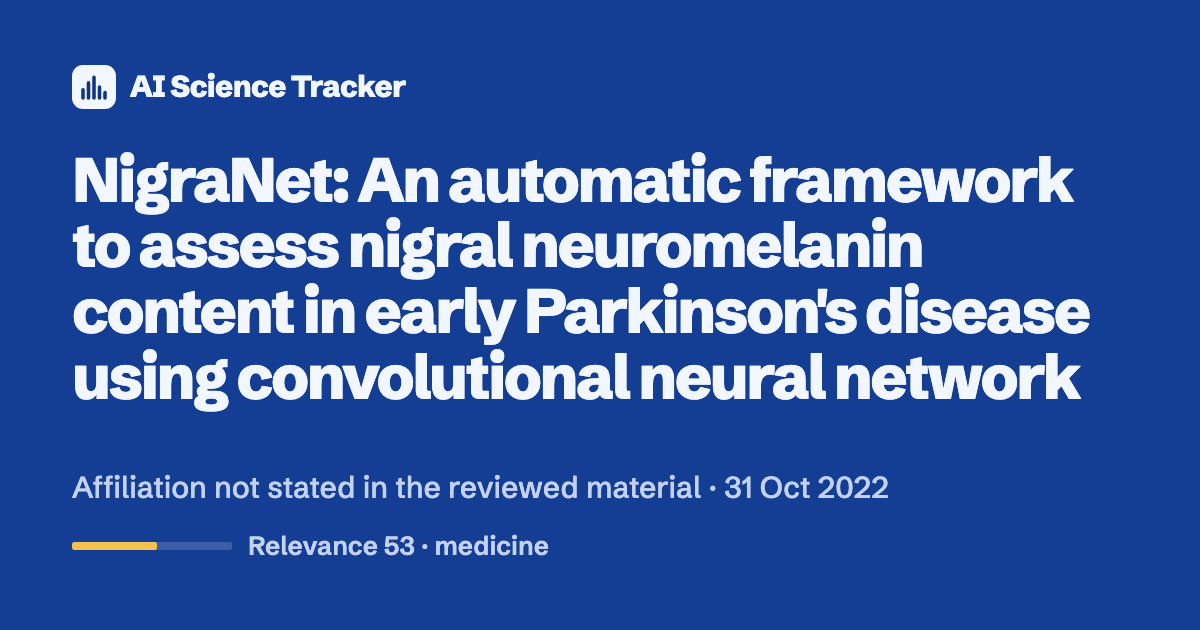 AI Science Tracker
NigraNet: An automatic framework
to assess nigral neuromelanin
content in early Parkinson's disease
using convolutional neural network
Affiliation not stated in the reviewed material · 31 Oct 2022
Relevance 53 · medicine